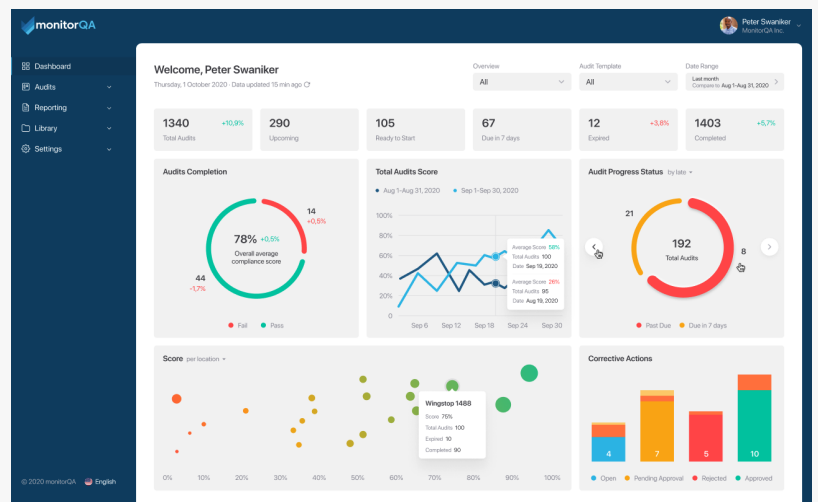 monitorQA
Peter Swaniker
MonitorQA Inc.
Dashboard
Audits
Reporting
Library
Settings
© 2020 monitorQA
English
Welcome, Peter Swaniker
Thursday, 1 October 2020 · Data updated 15 min ago
Overview
All
Audit Template
All
Date Range
Last month
Compare to Aug 1-Aug 31, 2020
1340 +10,9%
Total Audits
290
Upcoming
105
Ready to Start
67
Due in 7 days
12 +3,8%
Expired
1403 +5,7%
Completed
Audits Completion
14
+0,5%
78% +0,5%
Overall average
compliance score
44
-1,7%
Fail Pass
Total Audits Score
Aug 1-Aug 31, 2020 Sep 1-Sep 30, 2020
100%
80%
60%
40%
20%
0
Sep 6 Sep 12 Sep 18 Sep 24 Sep 30
Average Score 58%
Total Audits 100
Date Sep 19, 2020
Average Score 26%
Total Audits 95
Date Aug 19, 2020
Audit Progress Status by late
21
192
Total Audits
8
Past Due Due in 7 days
Score per location
Wingstop 1488
Score 75%
Total Audits 100
Expired 10
Completed 90
0% 10% 20% 30% 40% 50% 60% 70% 80% 90% 100%
Corrective Actions
4 7 5 10
Open Pending Approval Rejected Approved